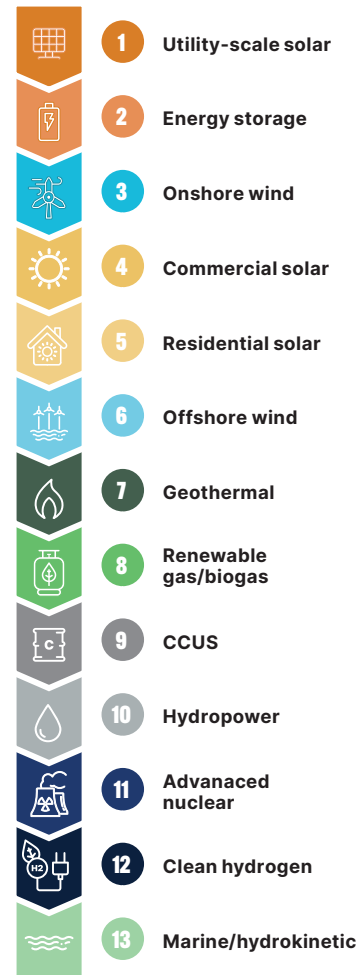 1 Utility-scale solar
2 Energy storage
3 Onshore wind
4 Commercial solar
5 Residential solar
6 Offshore wind
7 Geothermal
8 Renewable
gas/biogas
C
9 CCUS
10 Hydropower
11 Advanaced
nuclear
H2
12 Clean hydrogen
13 Marine/hydrokinetic